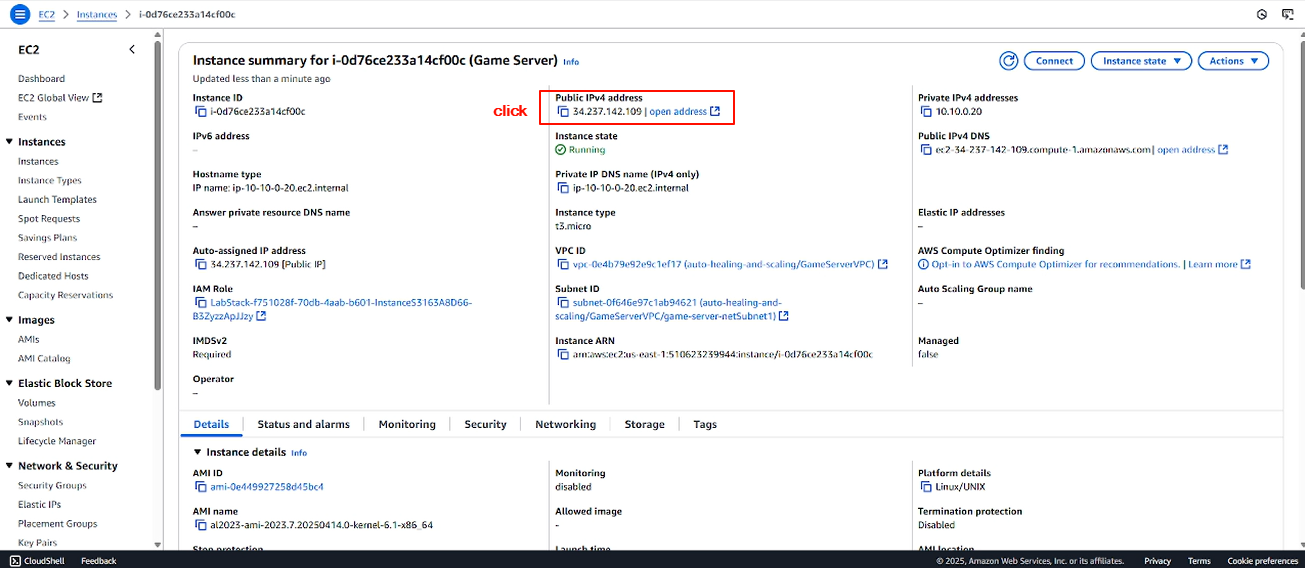 EC2 > Instances > i-0d76ce233a14cf00c
EC2
Dashboard
EC2 Global View
Events
Instances
Instances
Instance Types
Launch Templates
Spot Requests
Savings Plans
Reserved Instances
Dedicated Hosts
Capacity Reservations
Images
AMIs
AMI Catalog
Elastic Block Store
Volumes
Snapshots
Lifecycle Manager
Network & Security
Security Groups
Elastic IPs
Placement Groups
Key Pairs
Instance summary for i-0d76ce233a14cf00c (Game Server) Info
Updated less than a minute ago
Connect
Instance state
Actions
Instance ID
i-0d76ce233a14cf00c
click
Public IPv4 address
34.237.142.109 | open address
Private IPv4 addresses
10.10.0.20
IPv6 address
–
Instance state
Running
Public IPv4 DNS
ec2-34-237-142-109.compute-1.amazonaws.com | open address
Hostname type
IP name: ip-10-10-0-20.ec2.internal
Private IP DNS name (IPv4 only)
ip-10-10-0-20.ec2.internal
Answer private resource DNS name
–
Instance type
t3.micro
Elastic IP addresses
–
Auto-assigned IP address
34.237.142.109 [Public IP]
VPC ID
vpc-0e4b79e92e9c1ef17 (auto-healing-and-scaling/GameServerVPC)
AWS Compute Optimizer finding
Opt-in to AWS Compute Optimizer for recommendations. | Learn more
IAM Role
LabStack-f751028f-70db-4aab-b601-InstanceS3163A8D66-
B3ZyzzApJJzy
Subnet ID
subnet-0f646e97c1ab94621 (auto-healing-and-
scaling/GameServerVPC/game-server-netSubnet1)
Auto Scaling Group name
–
IMDSv2
Required
Instance ARN
arn:aws:ec2:us-east-1:510623239944:instance/i-0d76ce233a14cf00c
Managed
false
Operator
–
Details
Status and alarms
Monitoring
Security
Networking
Storage
Tags
Instance details Info
AMI ID
ami-0e449927258d45bc4
Monitoring
disabled
Platform details
Linux/UNIX
AMI name
al2023-ami-2023.7.20250414.0-kernel-6.1-x86_64
Allowed image
-
Termination protection
Disabled
Stop protection
Launch time
AMI location
CloudShell
Feedback
© 2025, Amazon Web Services, Inc. or its affiliates.
Privacy
Terms
Cookie preferences